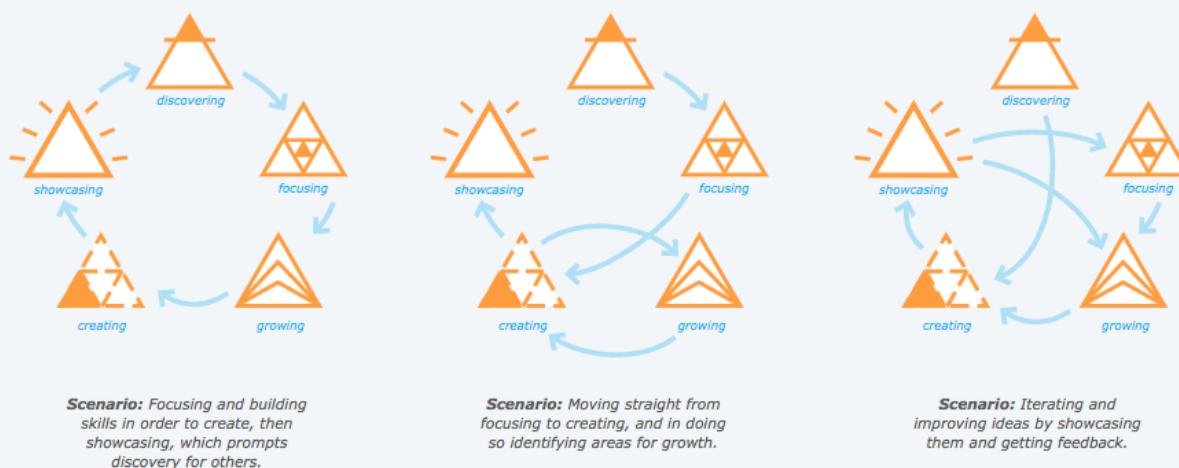 discovering
showcasing
focusing
creating
growing
Scenario: Focusing and building
skills in order to create, then
showcasing, which prompts
discovery for others.
discovering
showcasing
focusing
creating
growing
Scenario: Moving straight from
focusing to creating, and in doing
so identifying areas for growth.
discovering
showcasing
focusing
creating
growing
Scenario: Iterating and
improving ideas by showcasing
them and getting feedback.